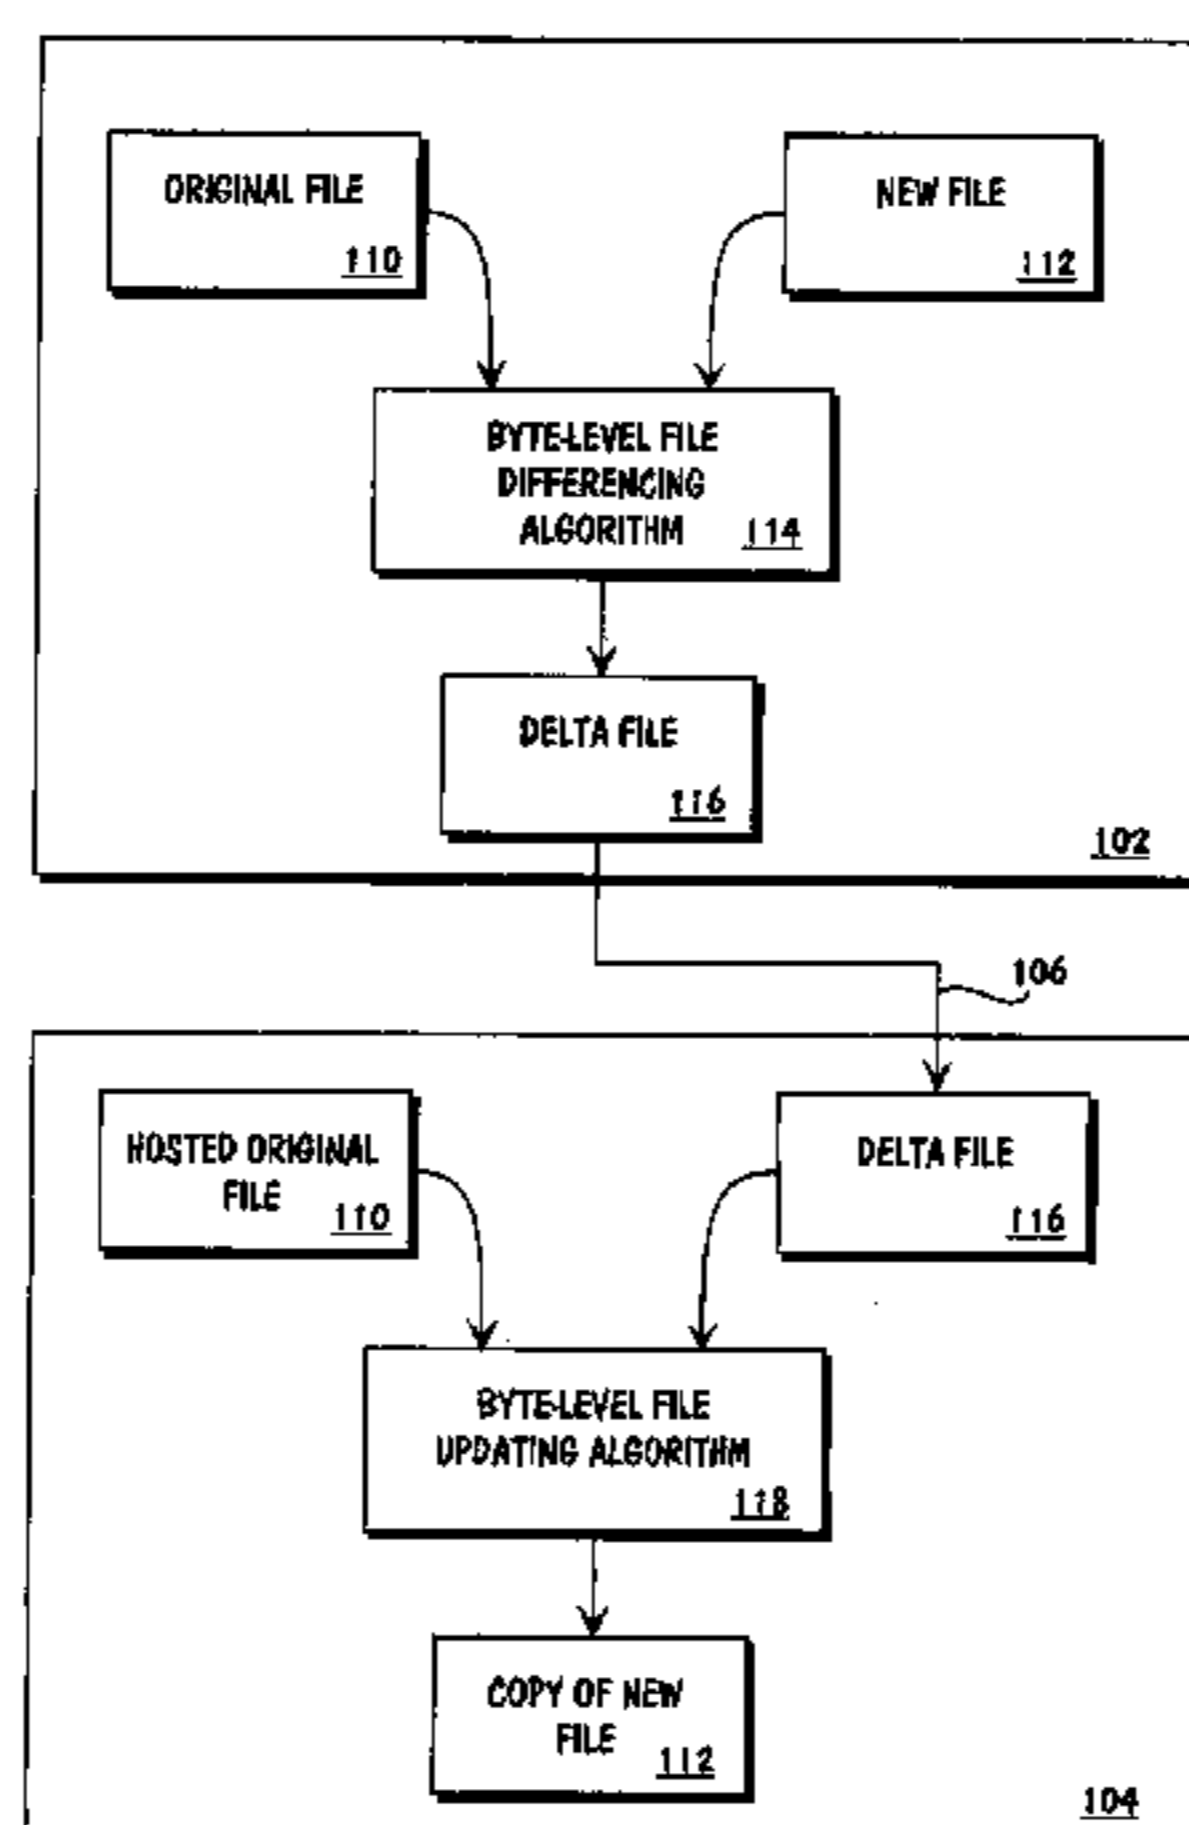 ORIGINAL FILE
110
NEW FILE
112
BYTE-LEVEL FILE
DIFFERENCING
ALGORITHM 114
DELTA FILE
116
102
106
HOSTED ORIGINAL
FILE 110
DELTA FILE
116
BYTE-LEVEL FILE
UPDATING ALGORITHM
118
COPY OF NEW
FILE 112
104